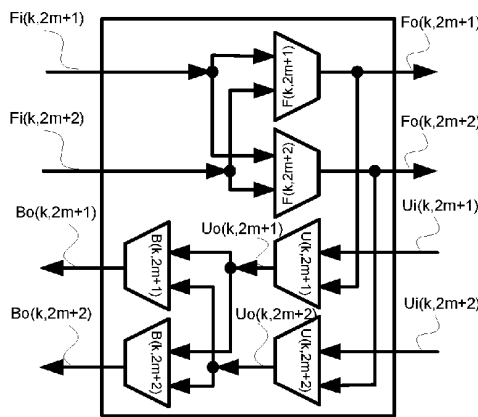 Fi(k,2m+1)
Fo(k,2m+1)
F(k,2m+1)
Fi(k,2m+2)
Fo(k,2m+2)
F(k,2m+2)
Bo(k,2m+1)
Uo(k,2m+1)
Ui(k,2m+1)
B(k,2m+1)
U(k,2m+1)
Bo(k,2m+2)
Uo(k,2m+2)
Ui(k,2m+2)
B(k,2m+2)
U(k,2m+2)